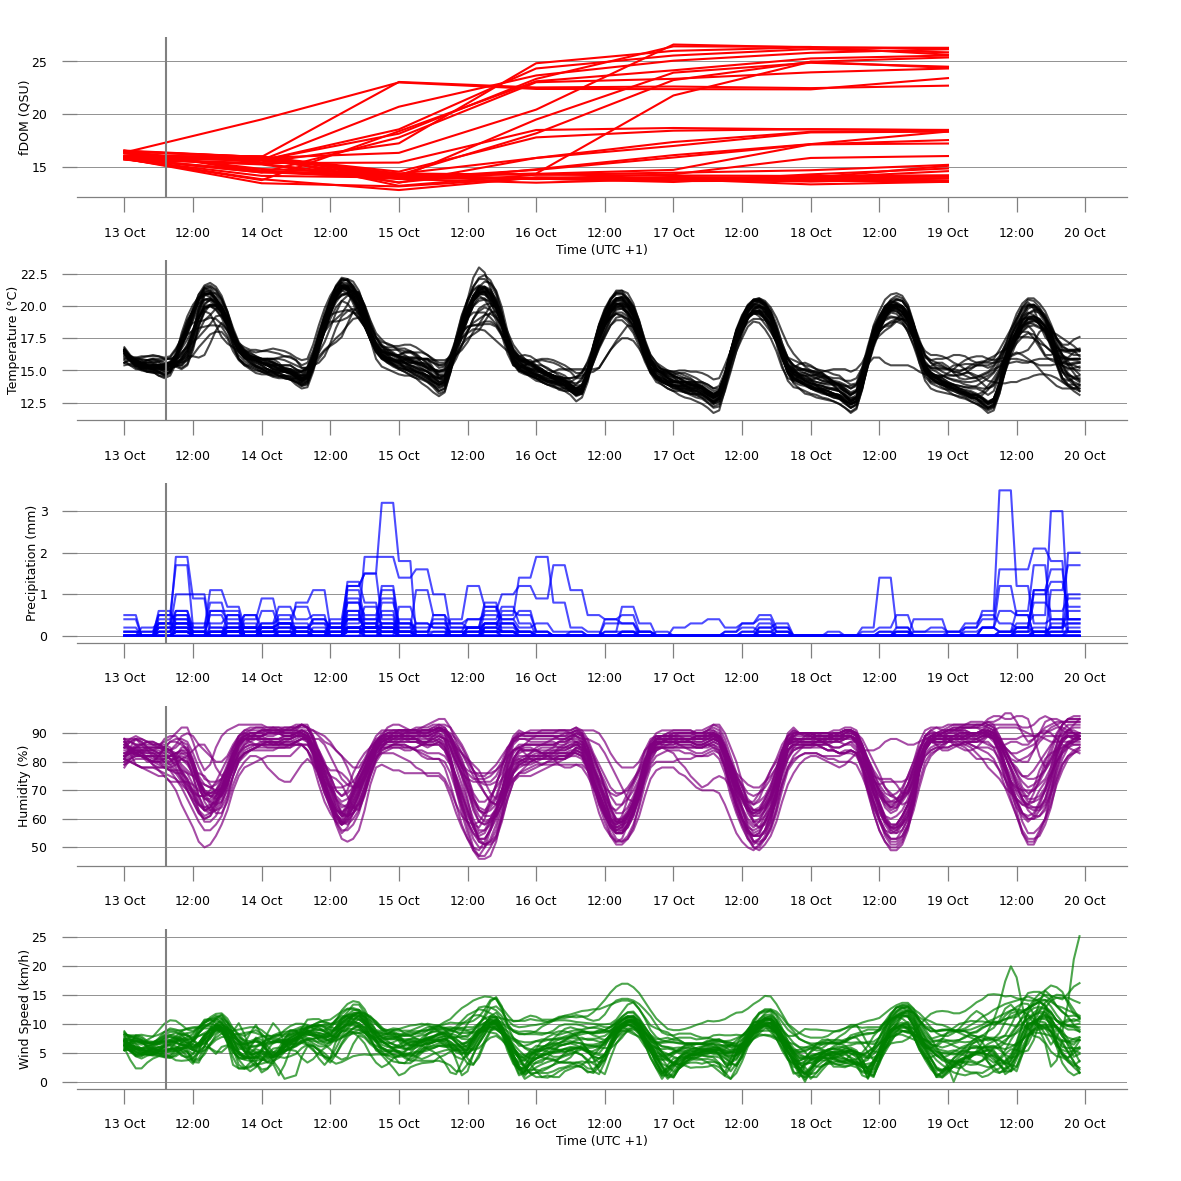 25
20
15
fDOM (QSU)
13 Oct 12:00 14 Oct 12:00 15 Oct 12:00 16 Oct 12:00 17 Oct 12:00 18 Oct 12:00 19 Oct 12:00 20 Oct
Time (UTC +1)
22.5
20.0
17.5
15.0
12.5
Temperature (°C)
13 Oct 12:00 14 Oct 12:00 15 Oct 12:00 16 Oct 12:00 17 Oct 12:00 18 Oct 12:00 19 Oct 12:00 20 Oct
3
2
1
0
Precipitation (mm)
13 Oct 12:00 14 Oct 12:00 15 Oct 12:00 16 Oct 12:00 17 Oct 12:00 18 Oct 12:00 19 Oct 12:00 20 Oct
90
80
70
60
50
Humidity (%)
13 Oct 12:00 14 Oct 12:00 15 Oct 12:00 16 Oct 12:00 17 Oct 12:00 18 Oct 12:00 19 Oct 12:00 20 Oct
25
20
15
10
5
0
Wind Speed (km/h)
13 Oct 12:00 14 Oct 12:00 15 Oct 12:00 16 Oct 12:00 17 Oct 12:00 18 Oct 12:00 19 Oct 12:00 20 Oct
Time (UTC +1)